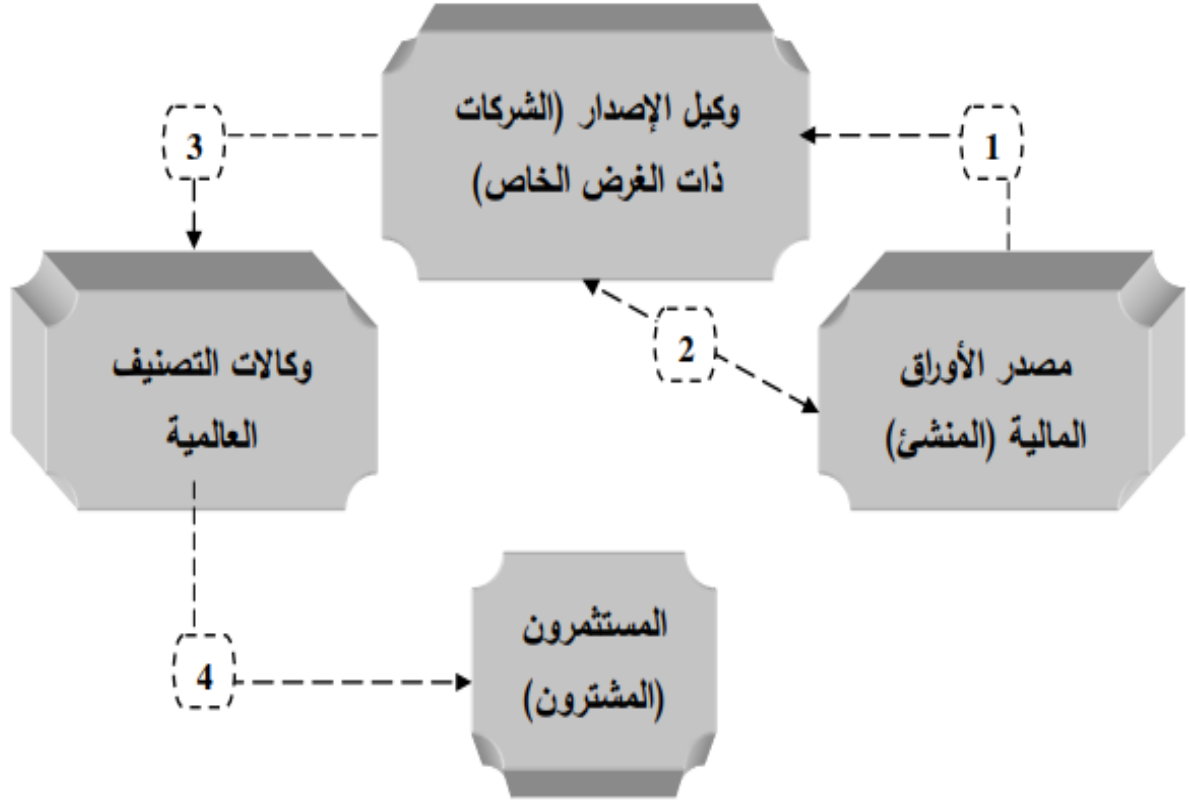 وكيل الإصدار (الشركات
ذات الغرض الخاص)
1
3
2
مصدر الأوراق
المالية (المنشئ)
وكالات التصنيف
العالمية
المستثمرون
(المشترون)
4